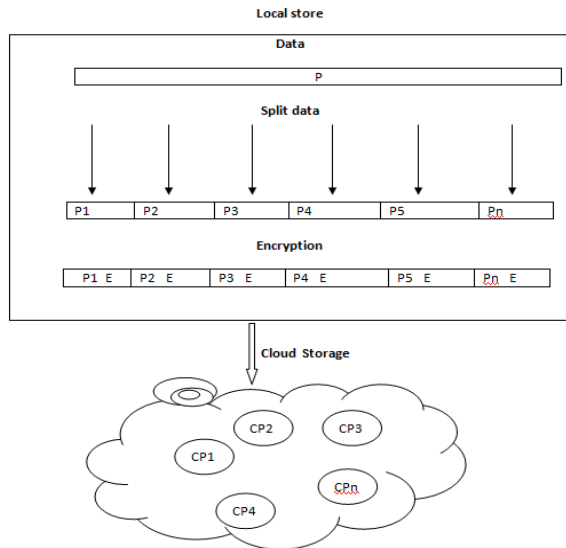 Local store
Data
P
Split data
P1 P2 P3 P4 P5 Pn
Encryption
P1 E P2 E P3 E P4 E P5 E Pn E
Cloud Storage
CP2 CP3
CP1
CPn
CP4